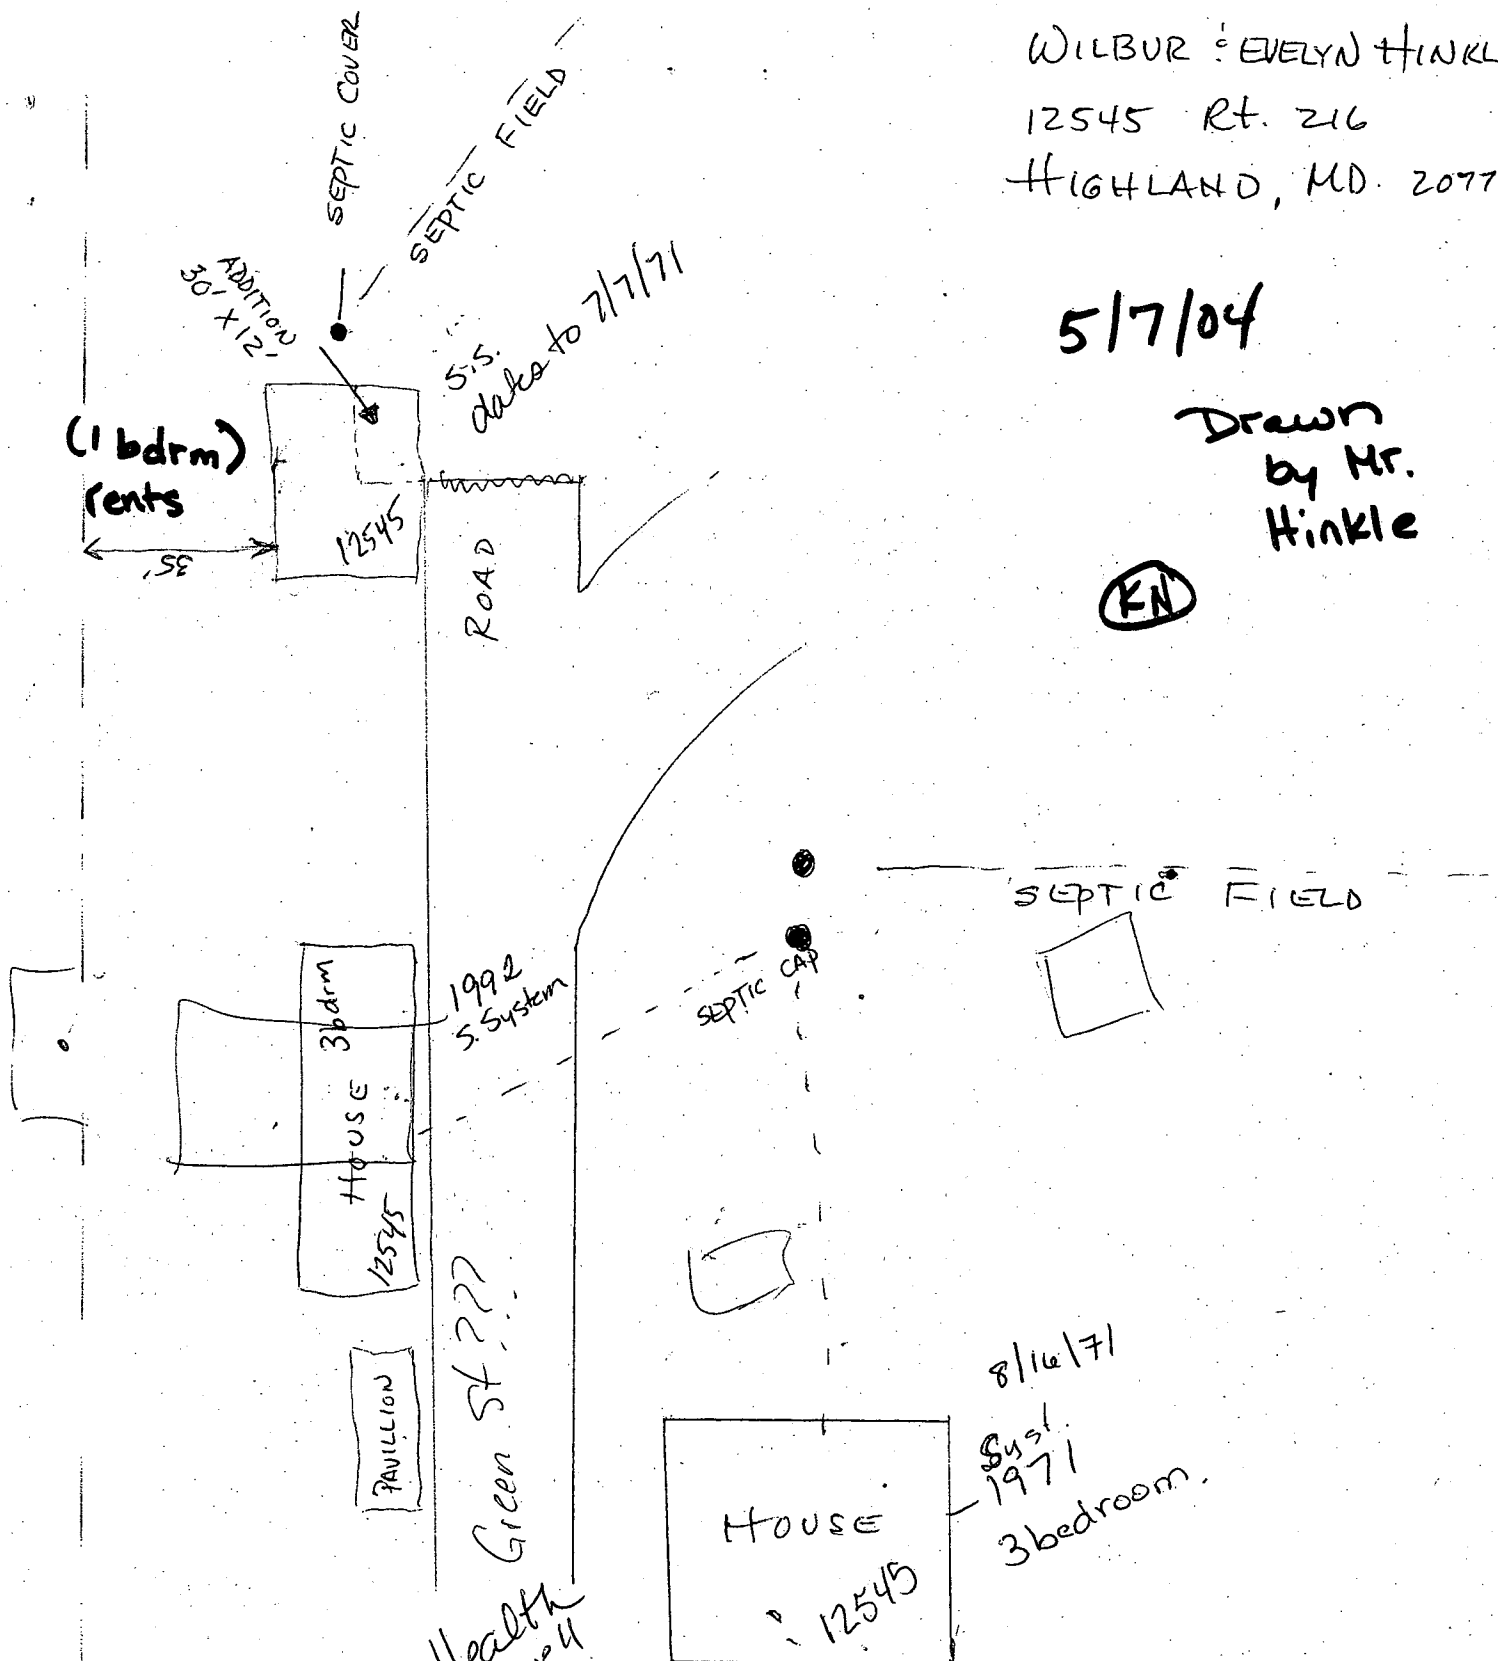 WILBUR & EVELYN HINKL
12545 Rt. 216
HIGHLAND, MD. 2077
5/7/04
Drawn
by Mr.
Hinkle
KN
SEPTIC COVER
SEPTIC FIELD
ADDITION
30' X 12'
S.S.
dates to 7/7/71
(1 bdrm)
rents
35'
12545
ROAD
SEPTIC FIELD
SEPTIC CAP
1992
S. System
3bdrm
HOUSE
12545
PAVILLION
Green St ???
8/16/71
Syst.
1971
3bedroom.
HOUSE
12545
Health